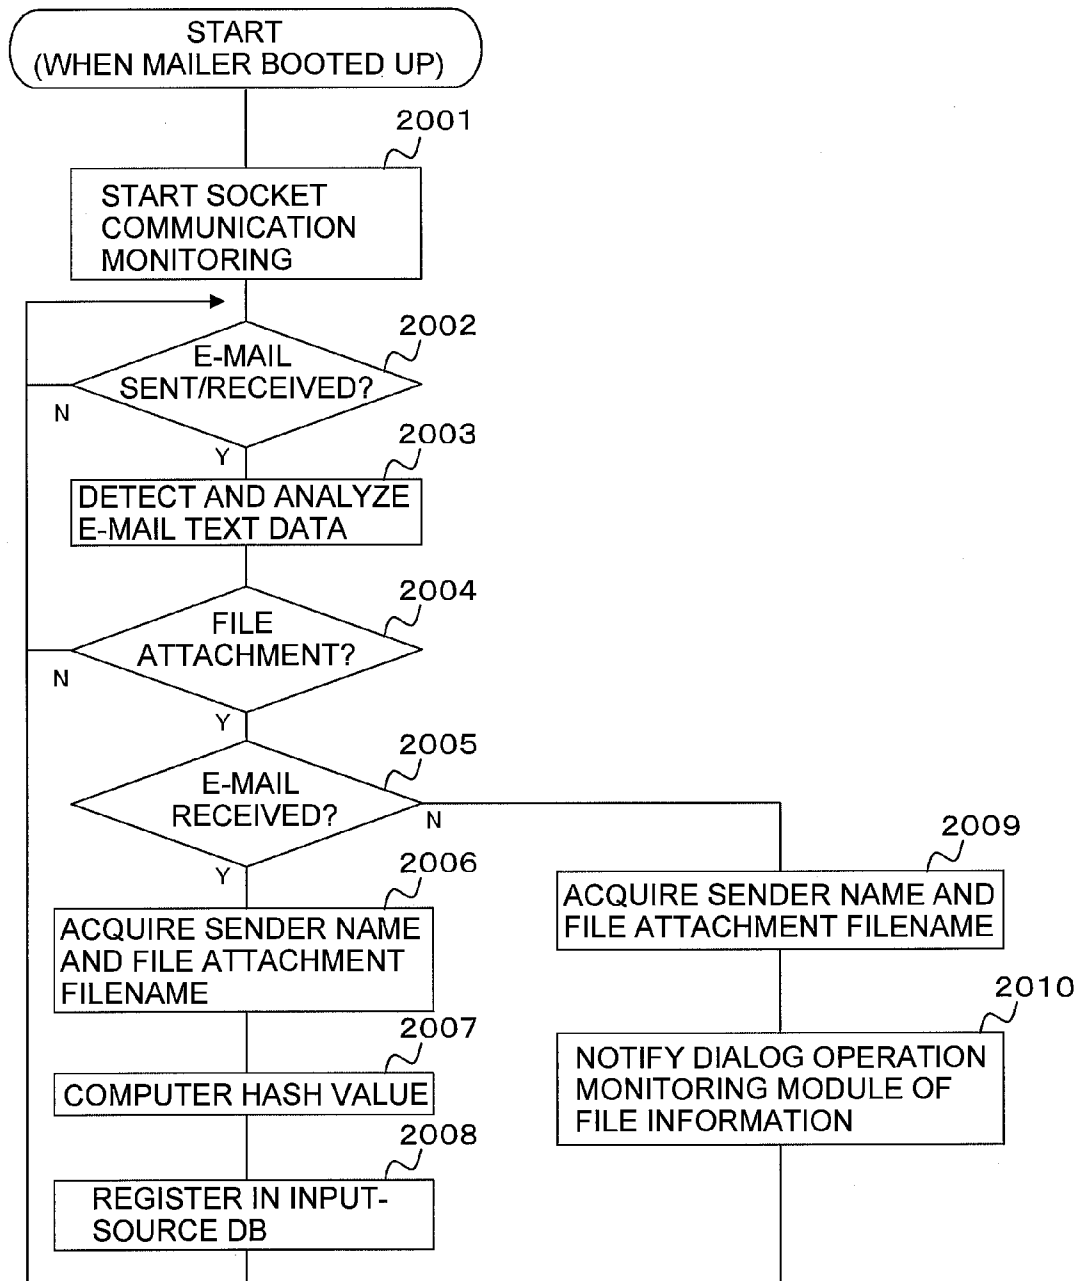 START
(WHEN MAILER BOOTED UP)
2001
START SOCKET
COMMUNICATION
MONITORING
2002
E-MAIL
SENT/RECEIVED?
N
Y
2003
DETECT AND ANALYZE
E-MAIL TEXT DATA
2004
FILE
ATTACHMENT?
N
Y
2005
E-MAIL
RECEIVED?
N
Y
2006
ACQUIRE SENDER NAME
AND FILE ATTACHMENT
FILENAME
2007
COMPUTER HASH VALUE
2008
REGISTER IN INPUT-
SOURCE DB
2009
ACQUIRE SENDER NAME AND
FILE ATTACHMENT FILENAME
2010
NOTIFY DIALOG OPERATION
MONITORING MODULE OF
FILE INFORMATION